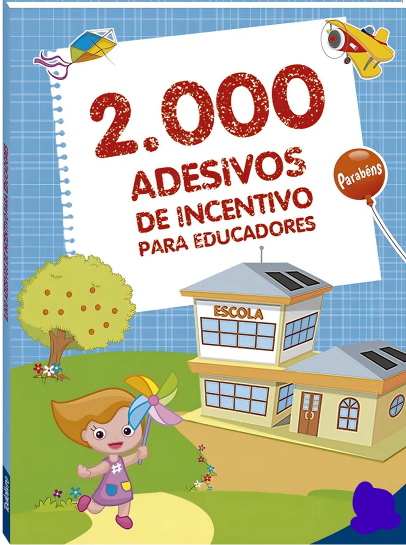 2.000
ADESIVOS
DE INCENTIVO
PARA EDUCADORES
Parabéns
ESCOLA